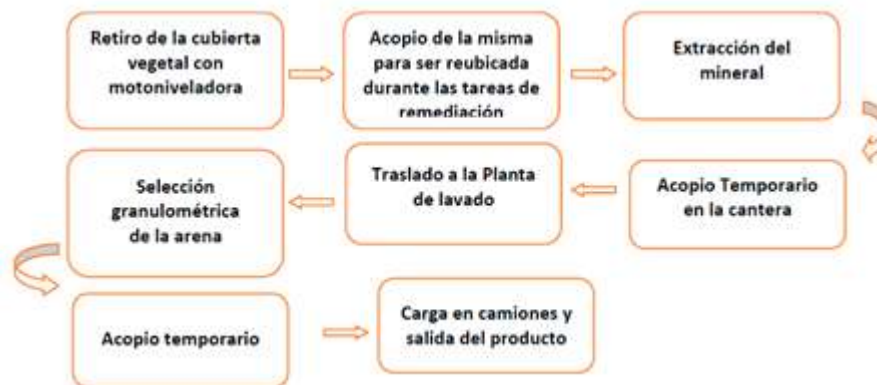 Retiro de la cubierta
vegetal con
motoniveladora
Acopio de la misma
para ser reubicada
durante las tareas de
remediación
Extracción del
mineral
Acopio Temporario
en la cantera
Traslado a la Planta
de lavado
Selección
granulométrica
de la arena
Acopio temporario
Carga en camiones y
salida del producto